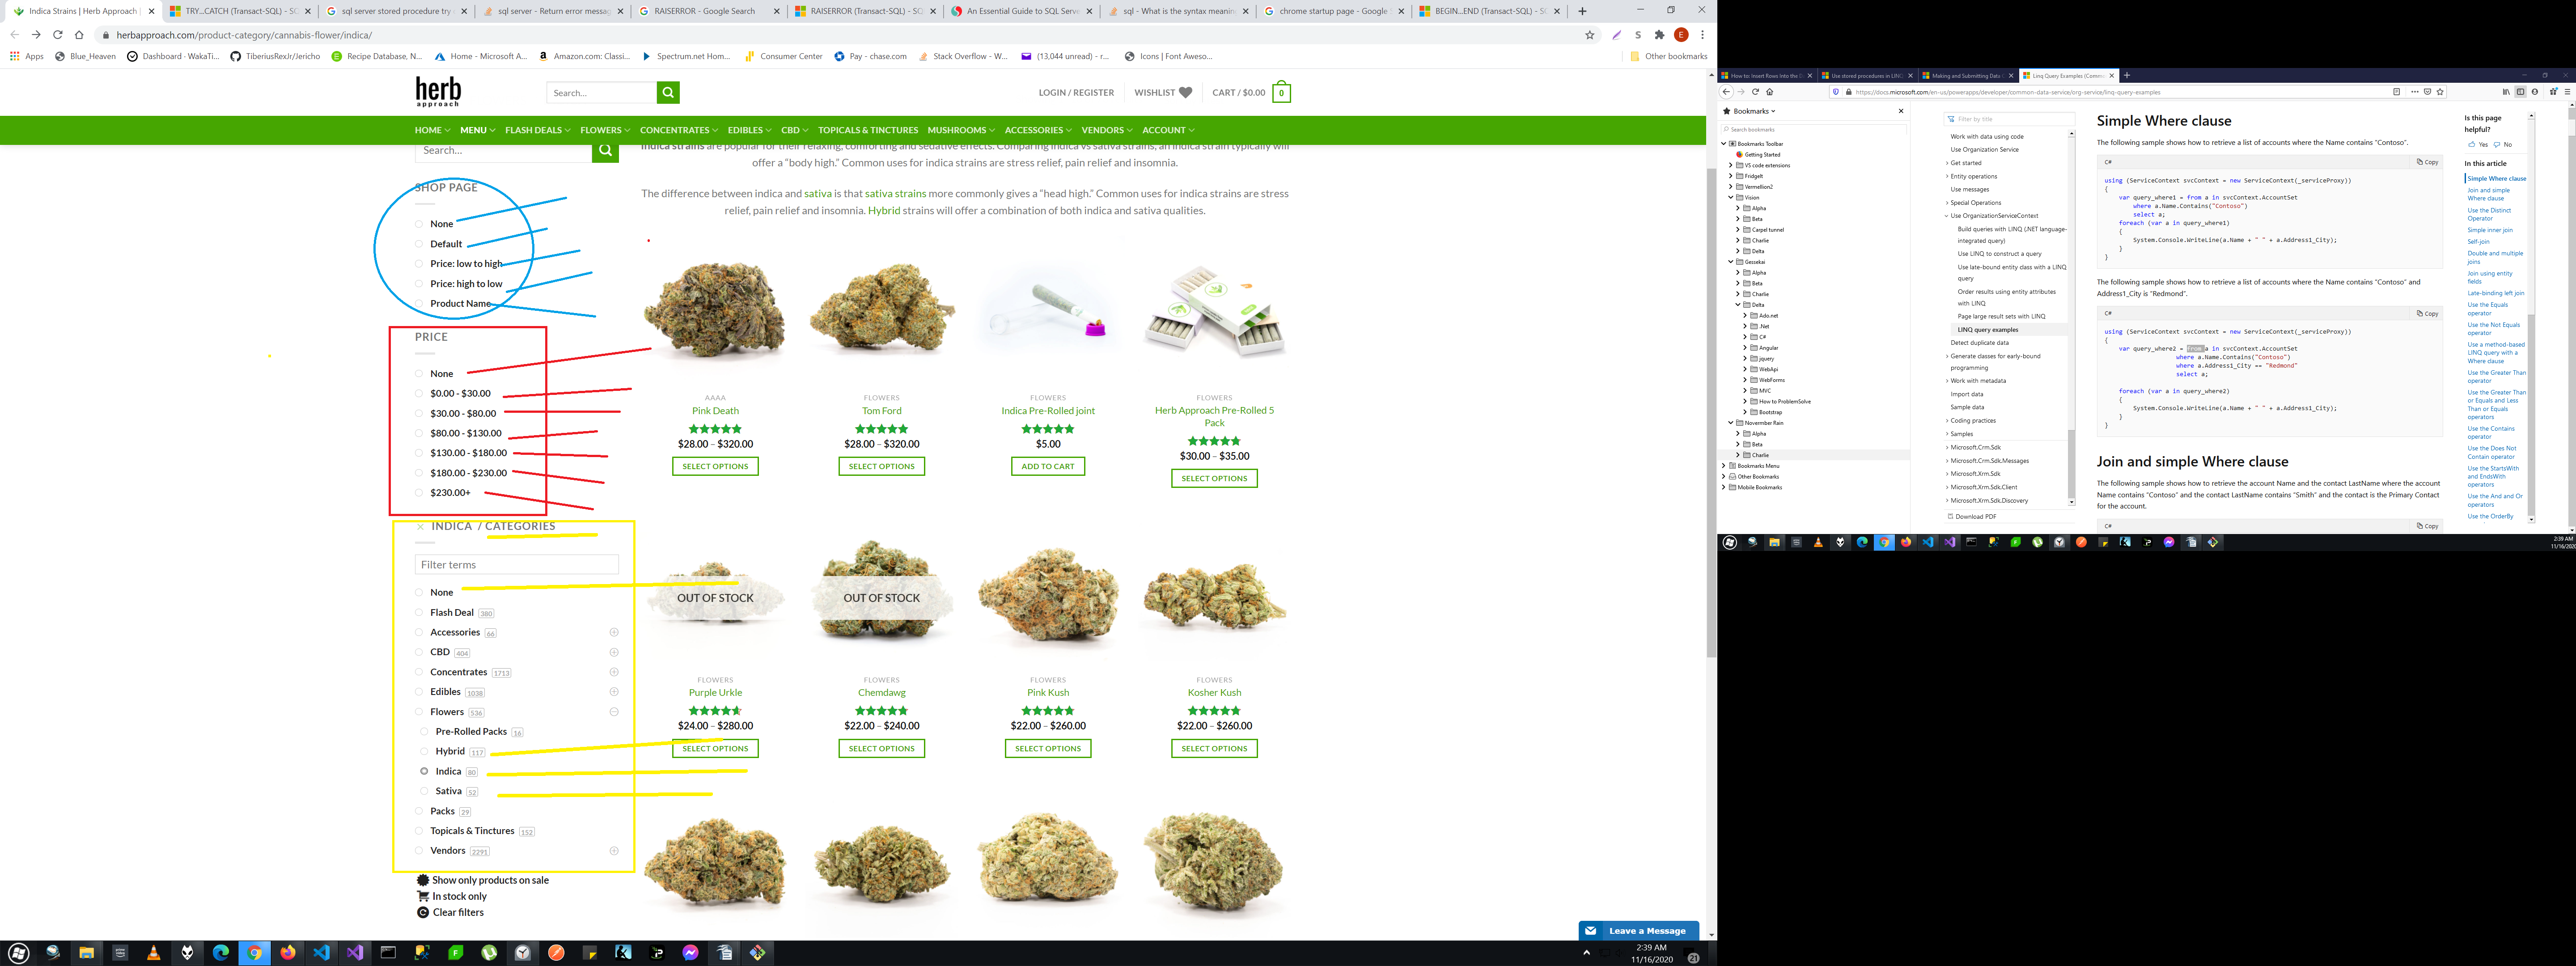 Indica Strains | Herb Approach
TRY...CATCH (Transact-SQL) - SQ
sql server stored procedure try
sql server - Return error messag
RAISERROR - Google Search
RAISERROR (Transact-SQL) - SQ
An Essential Guide to SQL Serve
sql - What is the syntax meanin
chrome startup page - Google
BEGIN...END (Transact-SQL) - SQ
herbapproach.com/product-category/cannabis-flower/indica/
Apps
Blue_Heaven
Dashboard · WakaTi...
TiberiusRexJr/Jericho
Recipe Database, N...
Home - Microsoft A...
Amazon.com: Classi...
Spectrum.net Hom...
Consumer Center
Pay - chase.com
Stack Overflow - W...
(13,044 unread) - r...
Icons | Font Aweso...
Other bookmarks
herb
approach
Search...
LOGIN / REGISTER
WISHLIST
CART / $0.00
0
HOME
MENU
FLASH DEALS
FLOWERS
CONCENTRATES
EDIBLES
CBD
TOPICALS & TINCTURES
MUSHROOMS
ACCESSORIES
VENDORS
ACCOUNT
Search...
Indica strains are popular for their relaxing, comforting and sedative effects. Comparing indica vs sativa strains, an indica strain typically will
offer a “body high.” Common uses for indica strains are stress relief, pain relief and insomnia.
The difference between indica and sativa is that sativa strains more commonly gives a “head high.” Common uses for indica strains are stress
relief, pain relief and insomnia. Hybrid strains will offer a combination of both indica and sativa qualities.
SHOP PAGE
None
Default
Price: low to high
Price: high to low
Product Name
PRICE
None
$0.00 - $30.00
$30.00 - $80.00
$80.00 - $130.00
$130.00 - $180.00
$180.00 - $230.00
$230.00+
INDICA / CATEGORIES
Filter terms
None
Flash Deal 380
Accessories 66
CBD 404
Concentrates 1713
Edibles 1038
Flowers 536
Pre-Rolled Packs 16
Hybrid 117
Indica 80
Sativa 52
Packs 29
Topicals & Tinctures 152
Vendors 2291
Show only products on sale
In stock only
Clear filters
AAAA
Pink Death
$28.00 – $320.00
SELECT OPTIONS
FLOWERS
Tom Ford
$28.00 – $320.00
SELECT OPTIONS
FLOWERS
Indica Pre-Rolled joint
$5.00
ADD TO CART
FLOWERS
Herb Approach Pre-Rolled 5
Pack
$30.00 – $35.00
SELECT OPTIONS
OUT OF STOCK
FLOWERS
Purple Urkle
$24.00 – $280.00
SELECT OPTIONS
OUT OF STOCK
FLOWERS
Chemdawg
$22.00 – $240.00
SELECT OPTIONS
FLOWERS
Pink Kush
$22.00 – $260.00
SELECT OPTIONS
FLOWERS
Kosher Kush
$22.00 – $260.00
SELECT OPTIONS
Leave a Message
2:39 AM
11/16/2020
21
How to: Insert Rows Into the D
Use stored procedures in LINQ
Making and Submitting Data
Linq Query Examples (Common
https://docs.microsoft.com/en-us/powerapps/developer/common-data-service/org-service/linq-query-examples
Bookmarks
Search bookmarks
Bookmarks Toolbar
Getting Started
VS code extensions
Fridgelt
Vermellion2
Vision
Alpha
Beta
Carpel tunnel
Charlie
Delta
Gessekai
Alpha
Beta
Charlie
Delta
Ado.net
.Net
C#
Angular
jquery
WebApi
WebForms
MVC
How to ProblemSolve
Bootstrap
Novermber Rain
Alpha
Beta
Charlie
Bookmarks Menu
Other Bookmarks
Mobile Bookmarks
Filter by title
Work with data using code
Use Organization Service
Get started
Entity operations
Use messages
Special Operations
Use OrganizationServiceContext
Build queries with LINQ (.NET language-
integrated query)
Use LINQ to construct a query
Use late-bound entity class with a LINQ
query
Order results using entity attributes
with LINQ
Page large result sets with LINQ
LINQ query examples
Detect duplicate data
Generate classes for early-bound
programming
Work with metadata
Import data
Sample data
Coding practices
Samples
Microsoft.Crm.Sdk
Microsoft.Crm.Sdk.Messages
Microsoft.Xrm.Sdk
Microsoft.Xrm.Sdk.Client
Microsoft.Xrm.Sdk.Discovery
Download PDF
Simple Where clause
The following sample shows how to retrieve a list of accounts where the Name contains “Contoso”.
C#
Copy
using (ServiceContext svcContext = new ServiceContext(_serviceProxy))
{
var query_where1 = from a in svcContext.AccountSet
where a.Name.Contains("Contoso")
select a;
foreach (var a in query_where1)
{
System.Console.WriteLine(a.Name + " " + a.Address1_City);
}
}
The following sample shows how to retrieve a list of accounts where the Name contains “Contoso” and
Address1_City is “Redmond”.
C#
Copy
using (ServiceContext svcContext = new ServiceContext(_serviceProxy))
{
var query_where2 = from a in svcContext.AccountSet
where a.Name.Contains("Contoso")
where a.Address1_City == "Redmond"
select a;
foreach (var a in query_where2)
{
System.Console.WriteLine(a.Name + " " + a.Address1_City);
}
}
Join and simple Where clause
The following sample shows how to retrieve the account Name and the contact LastName where the account
Name contains “Contoso” and the contact LastName contains “Smith” and the contact is the Primary Contact
for the account.
C#
Copy
Is this page
helpful?
Yes No
In this article
Simple Where clause
Join and simple
Where clause
Use the Distinct
Operator
Simple inner join
Self-join
Double and multiple
joins
Join using entity
fields
Late-binding left join
Use the Equals
operator
Use the Not Equals
operator
Use a method-based
LINQ query with a
Where clause
Use the Greater Than
operator
Use the Greater Than
or Equals and Less
Than or Equals
operators
Use the Contains
operator
Use the Does Not
Contain operator
Use the StartsWith
and EndsWith
operators
Use the And and Or
operators
Use the OrderBy
2:39 AM
11/16/2020